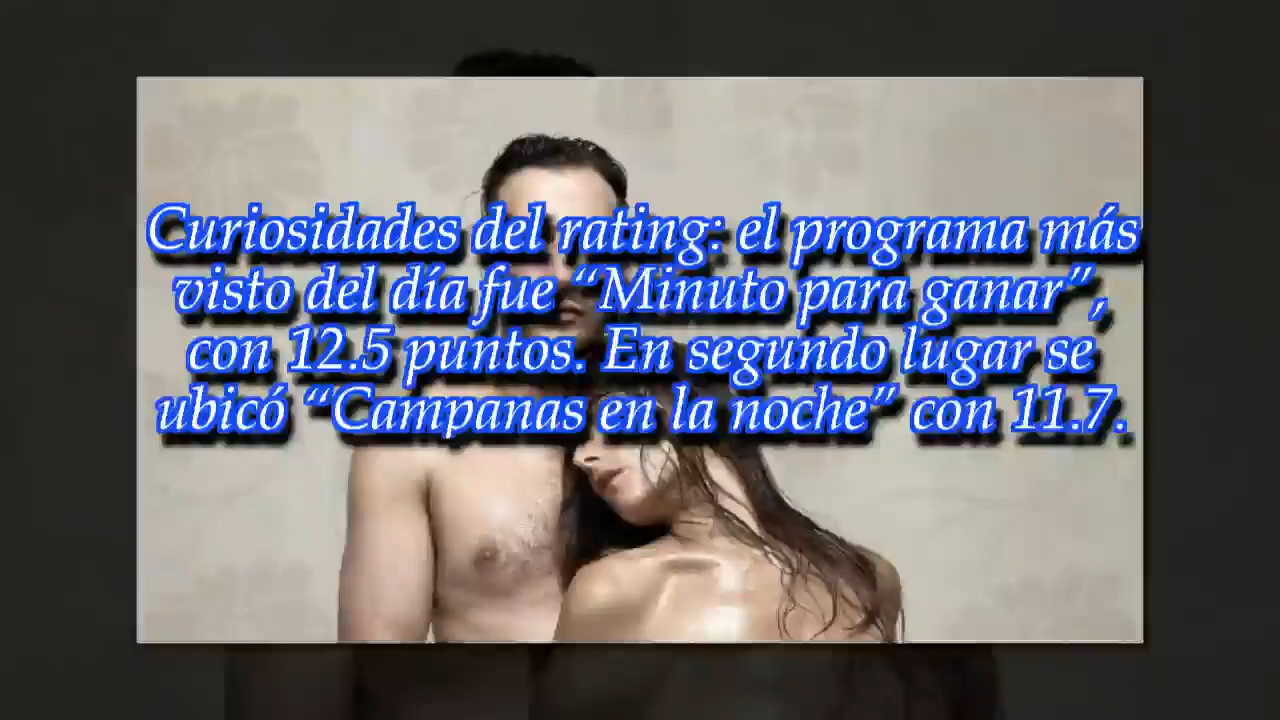 Curiosidades del rating: el programa más
visto del día fue “Minuto para ganar”,
con 12.5 puntos. En segundo lugar se
ubicó “Campanas en la noche” con 11.7.